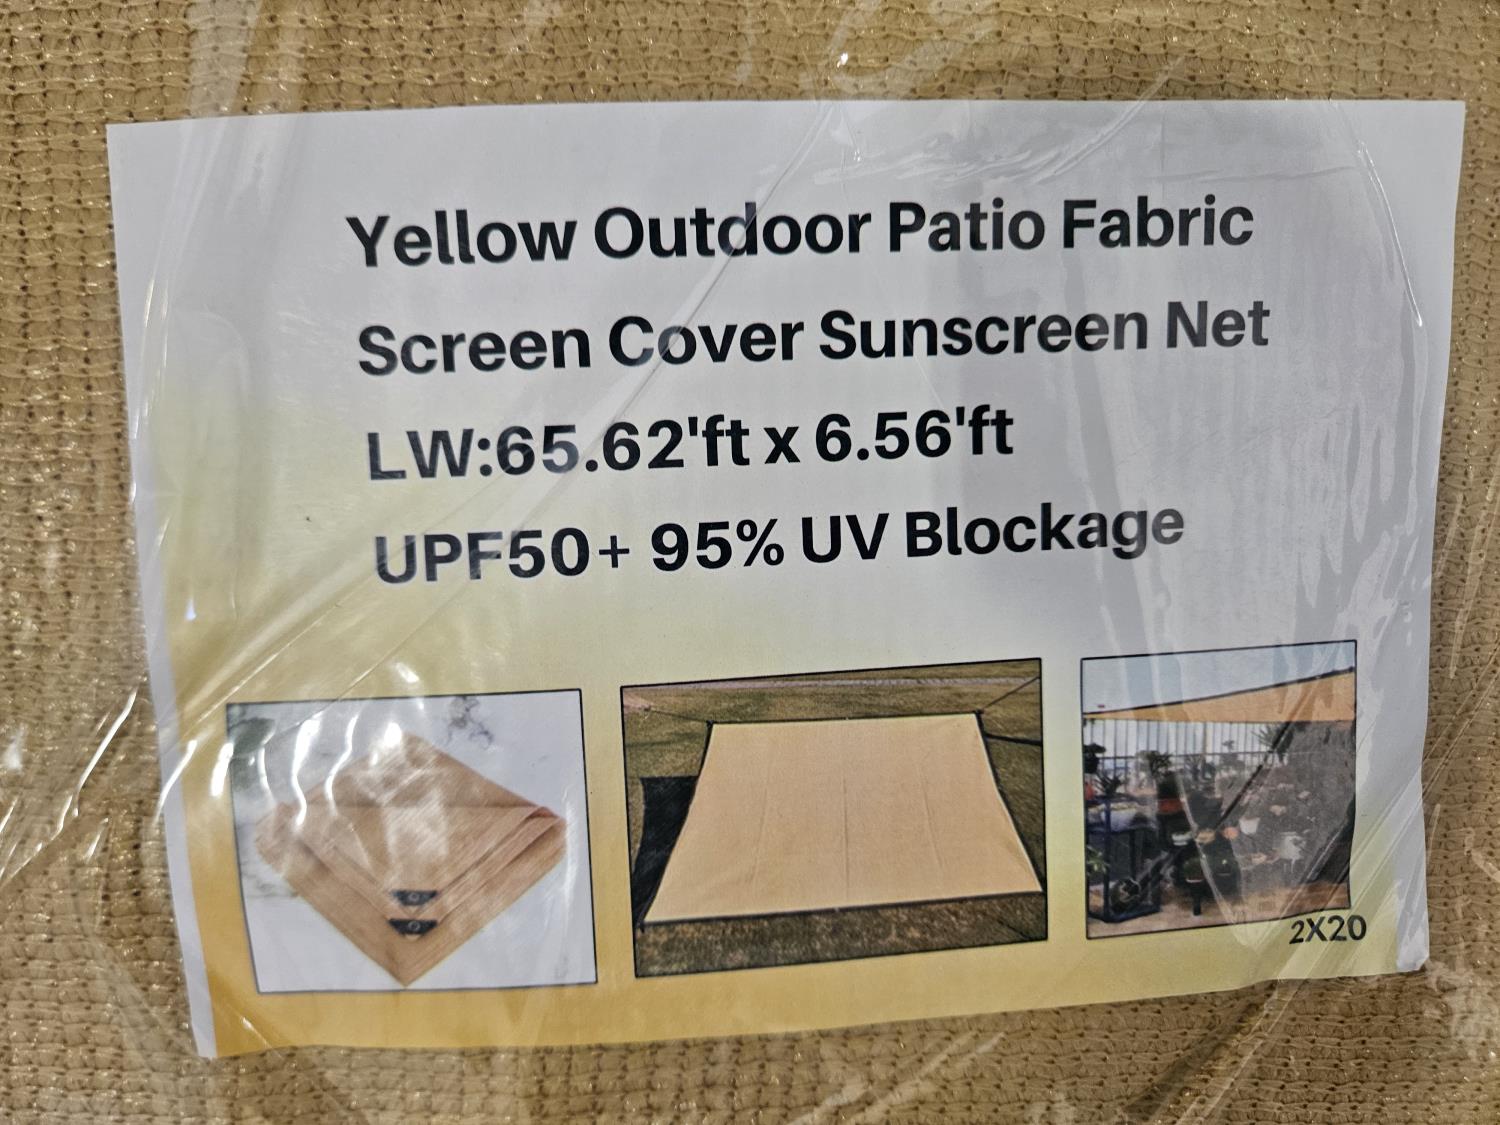 Yellow Outdoor Patio Fabric
Screen Cover Sunscreen Net
LW:65.62'ft x 6.56'ft
UPF50+ 95% UV Blockage
2X20